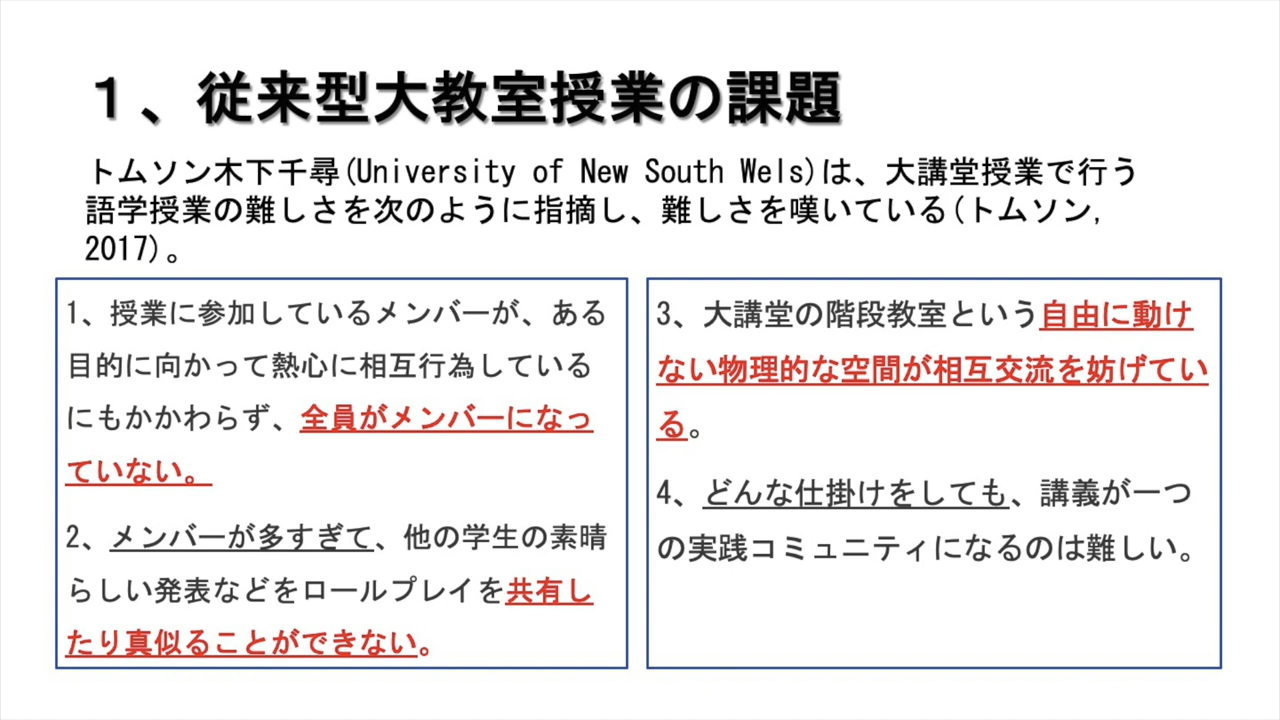 １、従来型大教室授業の課題
トムソン木下千尋(University of New South Wels)は、大講堂授業で行う
語学授業の難しさを次のように指摘し、難しさを嘆いている(トムソン,
2017)。
1、授業に参加しているメンバーが、ある
目的に向かって熱心に相互行為している
にもかかわらず、全員がメンバーになっ
ていない。
2、メンバーが多すぎて、他の学生の素晴
らしい発表などをロールプレイを共有し
たり真似ることができない。
3、大講堂の階段教室という自由に動け
ない物理的な空間が相互交流を妨げてい
る。
4、どんな仕掛けをしても、講義が一つ
の実践コミュニティになるのは難しい。